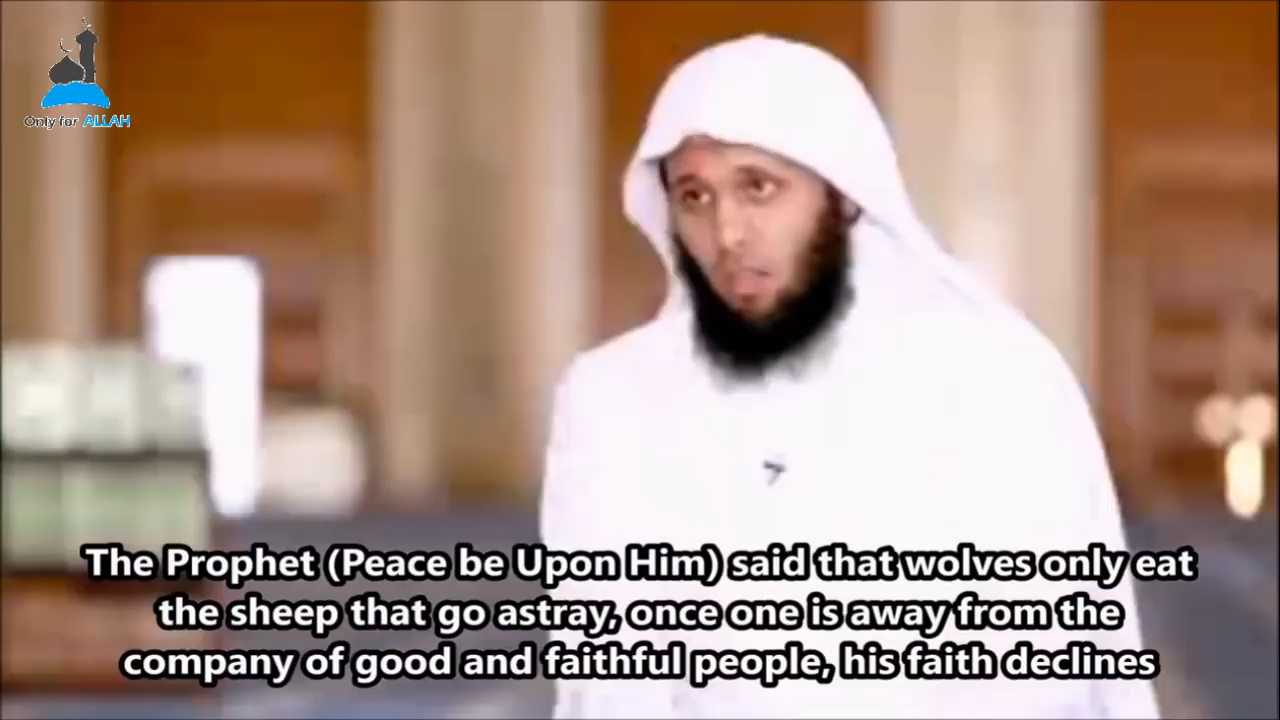 Only for ALLAH
The Prophet (Peace be Upon Him) said that wolves only eat
the sheep that go astray, once one is away from the
company of good and faithful people, his faith declines